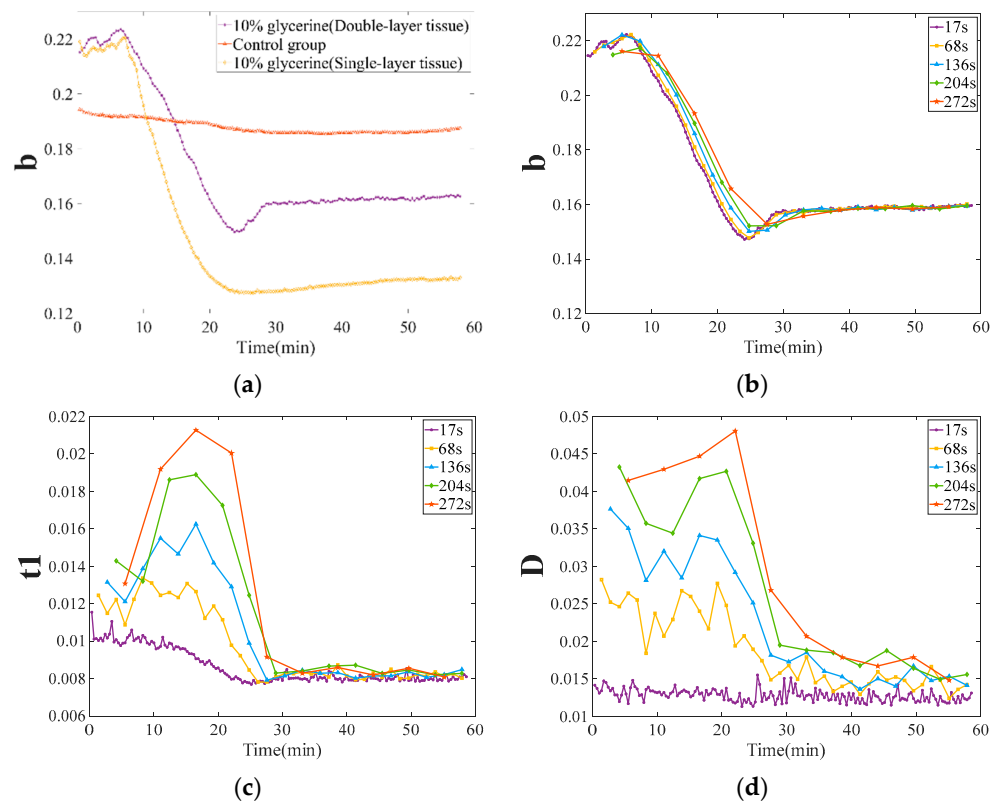 0.22
0.2
0.18
0.16
0.14
0.12
b
10% glycerine(Double-layer tissue)
Control group
10% glycerine(Single-layer tissue)
0 10 20 30 40 50 60
Time(min)
(a)
0.22
0.2
0.18
0.16
0.14
0.12
b
17s
68s
136s
204s
272s
0 10 20 30 40 50 60
Time(min)
(b)
0.022
0.02
0.018
0.016
0.014
0.012
0.01
0.008
0.006
t1
17s
68s
136s
204s
272s
0 10 20 30 40 50 60
Time(min)
(c)
0.05
0.045
0.04
0.035
0.03
0.025
0.02
0.015
0.01
D
17s
68s
136s
204s
272s
0 10 20 30 40 50 60
Time(min)
(d)